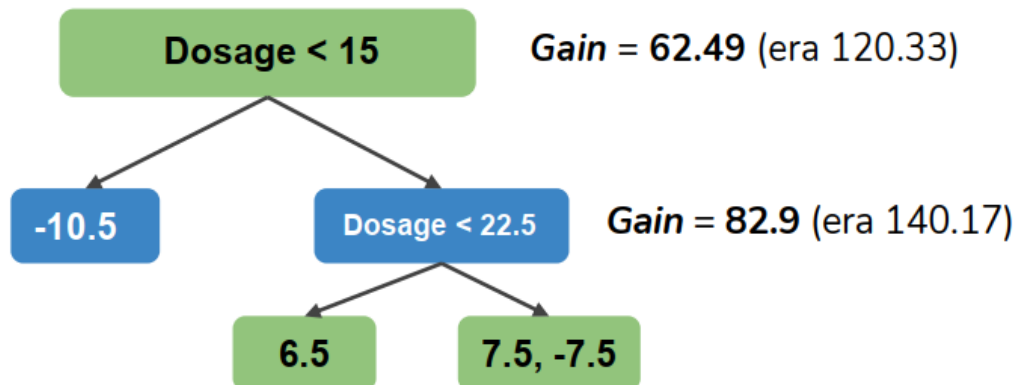 Dosage < 15
Gain = 62.49 (era 120.33)
-10.5
Dosage < 22.5
Gain = 82.9 (era 140.17)
6.5
7.5, -7.5